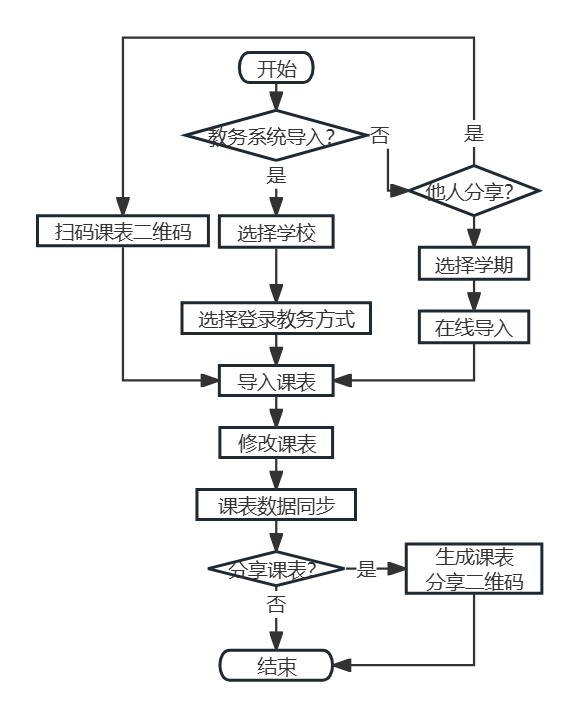 开始
教务系统导入?
否
是
是
他人分享?
扫码课表二维码
选择学校
选择学期
选择登录教务方式
在线导入
导入课表
修改课表
课表数据同步
分享课表?
是
生成课表
分享二维码
否
结束